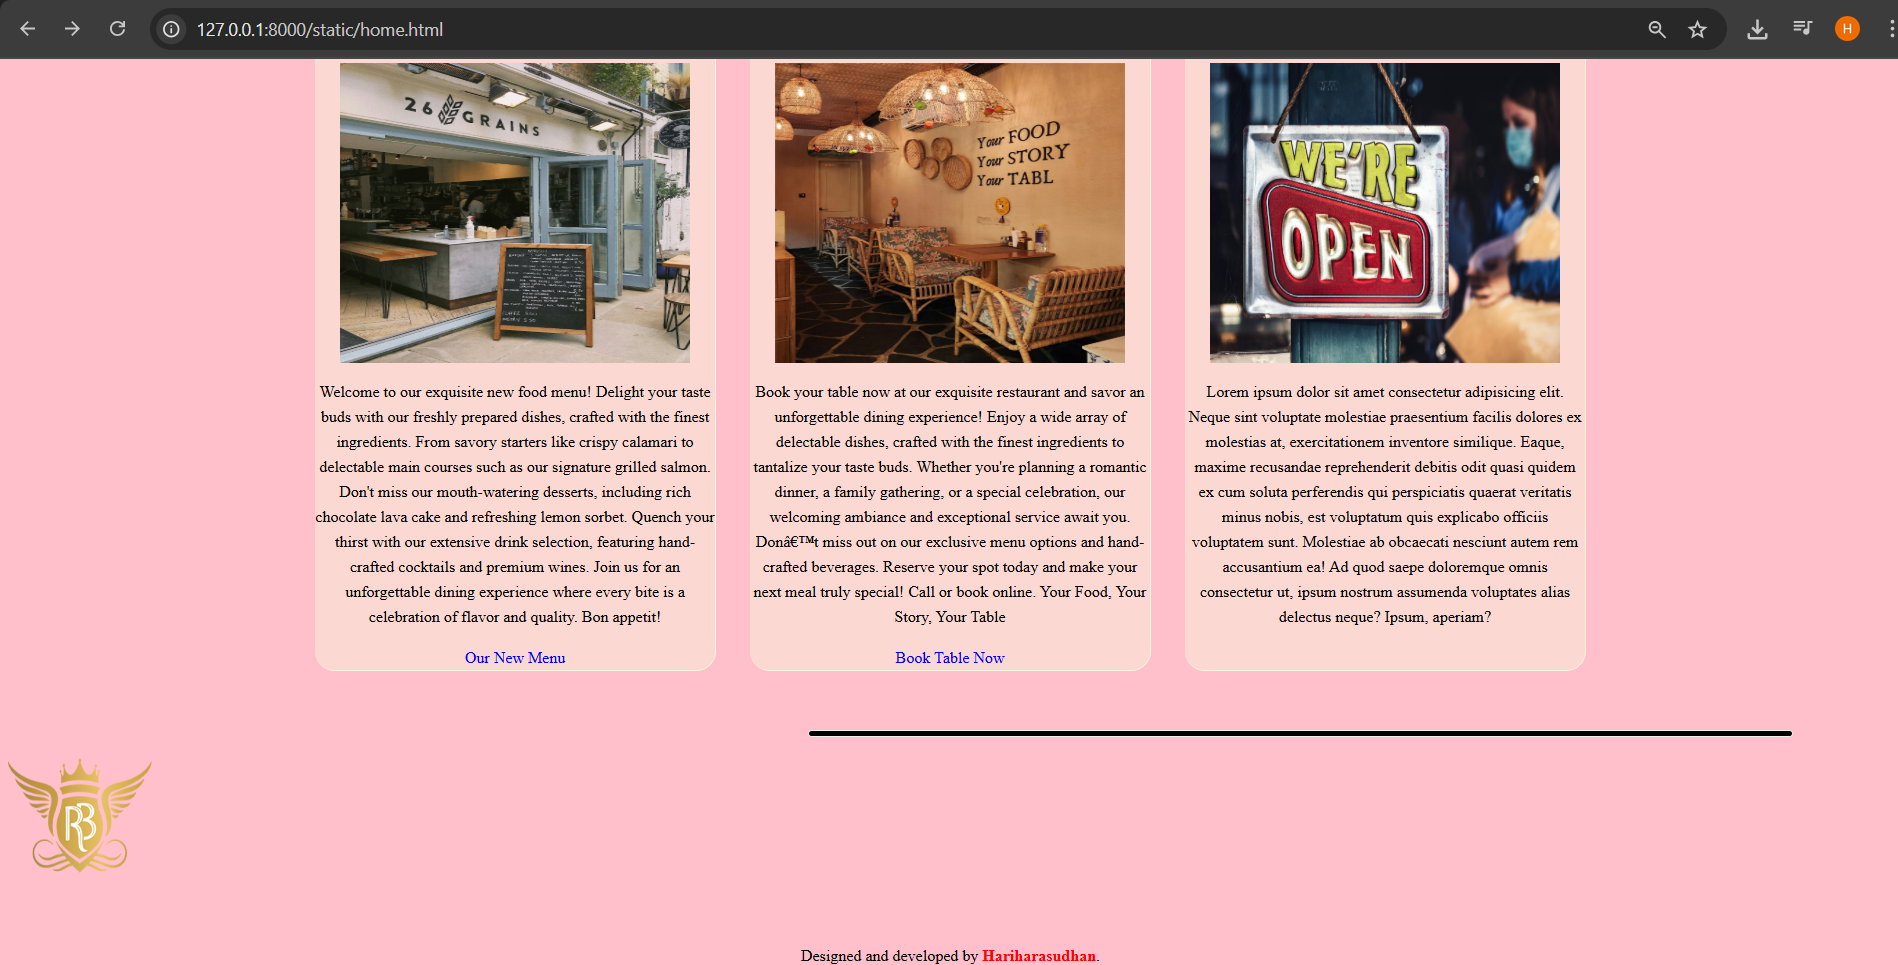 127.0.0.1:8000/static/home.html
H
26 GRAINS
Your FOOD
Your STORY
Your TABL
WE'RE
OPEN
Welcome to our exquisite new food menu! Delight your taste
buds with our freshly prepared dishes, crafted with the finest
ingredients. From savory starters like crispy calamari to
delectable main courses such as our signature grilled salmon.
Don't miss our mouth-watering desserts, including rich
chocolate lava cake and refreshing lemon sorbet. Quench your
thirst with our extensive drink selection, featuring hand-
crafted cocktails and premium wines. Join us for an
unforgettable dining experience where every bite is a
celebration of flavor and quality. Bon appetit!
Our New Menu
Book your table now at our exquisite restaurant and savor an
unforgettable dining experience! Enjoy a wide array of
delectable dishes, crafted with the finest ingredients to
tantalize your taste buds. Whether you're planning a romantic
dinner, a family gathering, or a special celebration, our
welcoming ambiance and exceptional service await you.
Donâ€™t miss out on our exclusive menu options and hand-
crafted beverages. Reserve your spot today and make your
next meal truly special! Call or book online. Your Food, Your
Story, Your Table
Book Table Now
Lorem ipsum dolor sit amet consectetur adipisicing elit.
Neque sint voluptate molestiae praesentium facilis dolores ex
molestias at, exercitationem inventore similique. Eaque,
maxime recusandae reprehenderit debitis odit quasi quidem
ex cum soluta perferendis qui perspiciatis quaerat veritatis
minus nobis, est voluptatum quis explicabo officiis
voluptatem sunt. Molestiae ab obcaecati nesciunt autem rem
accusantium ea! Ad quod saepe doloremque omnis
consectetur ut, ipsum nostrum assumenda voluptates alias
delectus neque? Ipsum, aperiam?
RB
Designed and developed by Hariharasudhan.